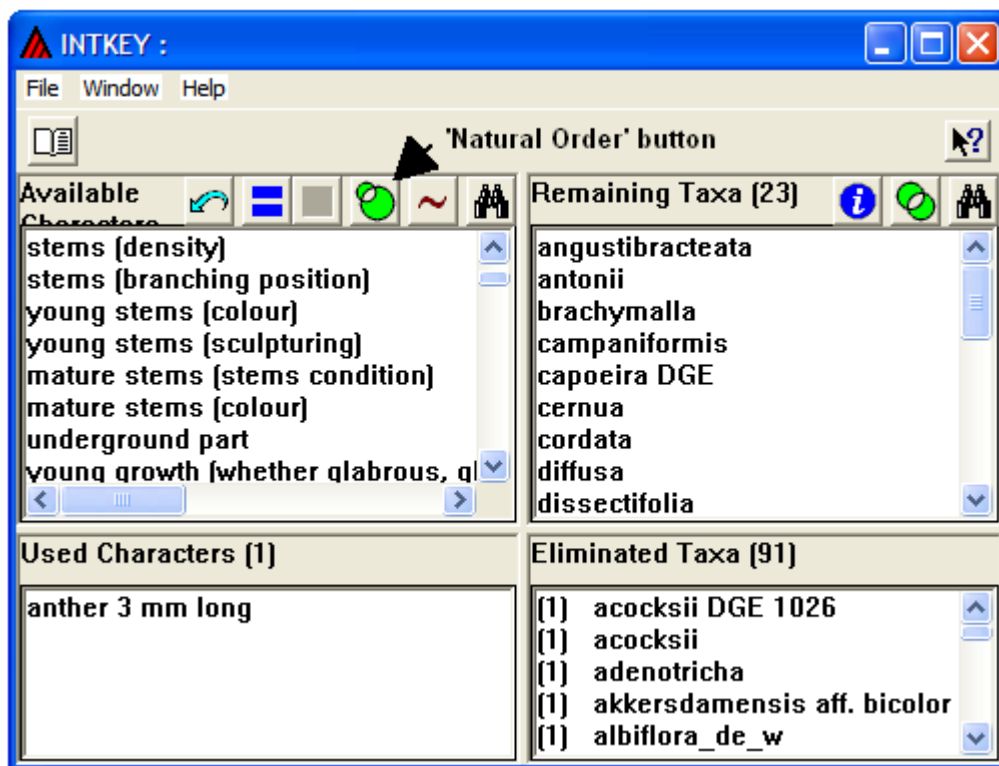 INTKEY :
File Window Help
'Natural Order' button
Available
Characters
stems (density)
stems (branching position)
young stems (colour)
young stems (sculpturing)
mature stems (stems condition)
mature stems (colour)
underground part
young growth (whether glabrous, gl
Remaining Taxa (23)
angustibracteata
antonii
brachymalla
campaniformis
capoeira DGE
cernua
cordata
diffusa
dissectifolia
Used Characters (1)
anther 3 mm long
Eliminated Taxa (91)
(1) acocksii DGE 1026
(1) acocksii
(1) adenotricha
(1) akkersdamensis aff. bicolor
(1) albiflora_de_w